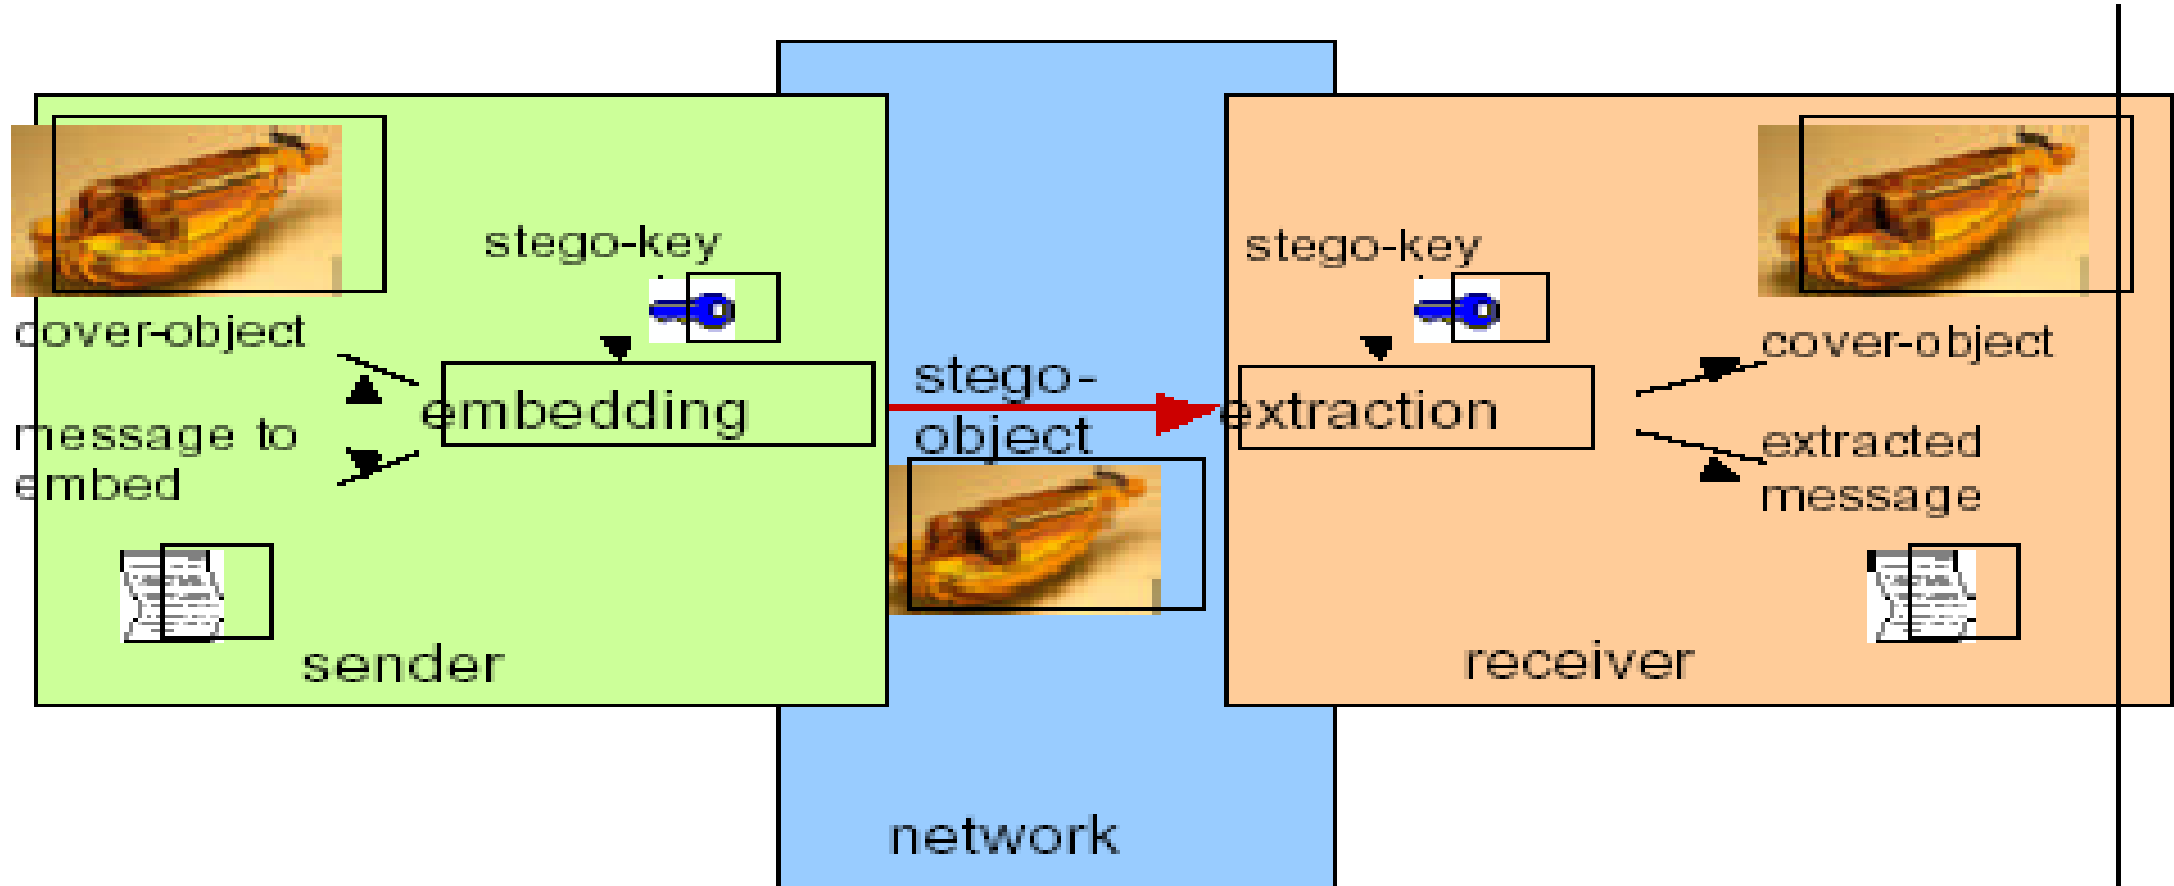 stego-key
cover-object
embedding
message to
embed
sender
stego-
object
network
stego-key
extraction
cover-object
extracted
message
receiver